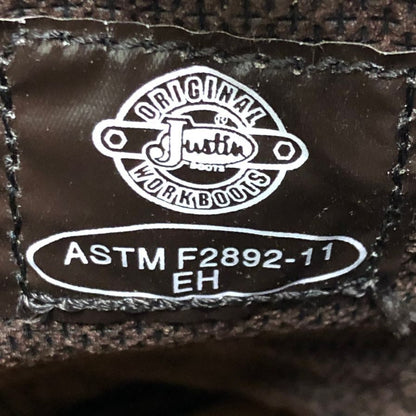 ORIGINAL
Justin®
BOOTS
WORKBOOTS
ASTM F2892-11
EH